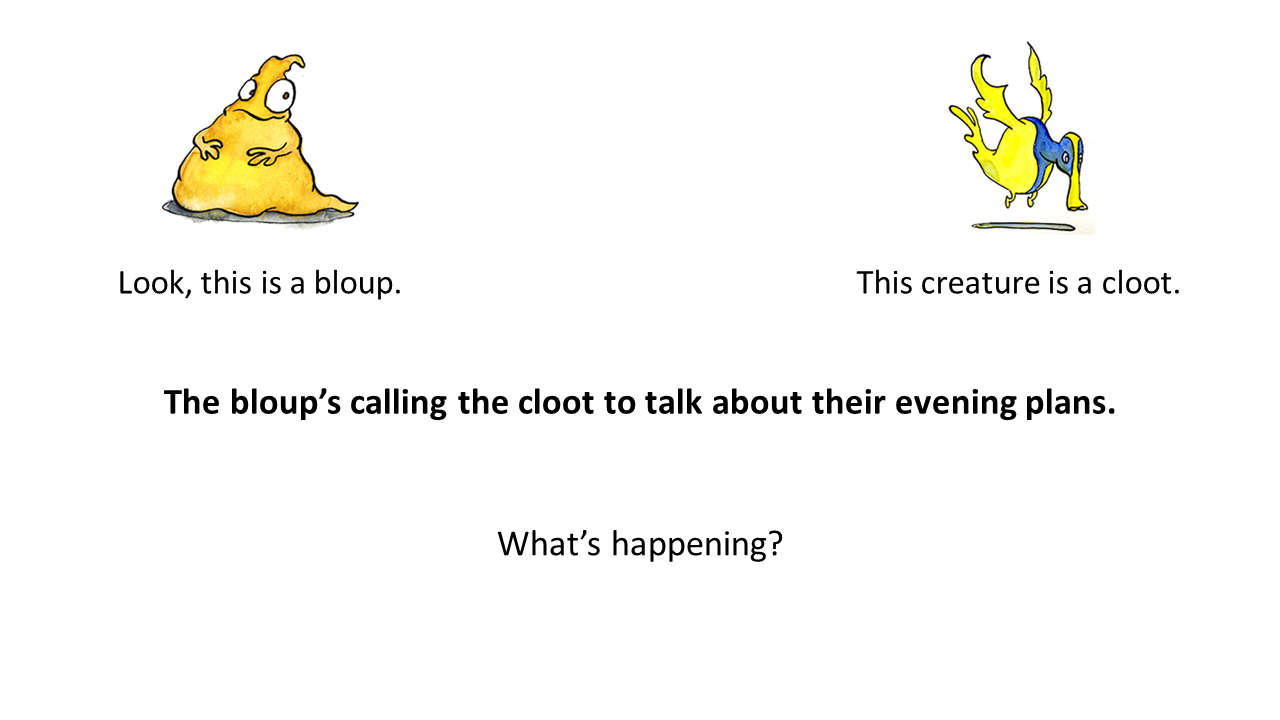 Look, this is a bloup.
This creature is a cloot.
The bloup’s calling the cloot to talk about their evening plans.
What’s happening?